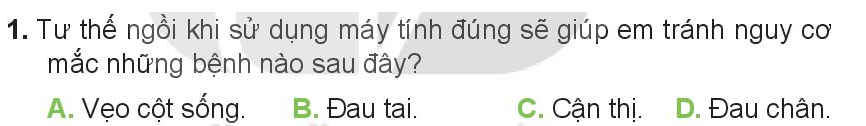 1. Tư thế ngồi khi sử dụng máy tính đúng sẽ giúp em tránh nguy cơ
mắc những bệnh nào sau đây?
A. Vẹo cột sống. B. Đau tai. C. Cận thị. D. Đau chân.